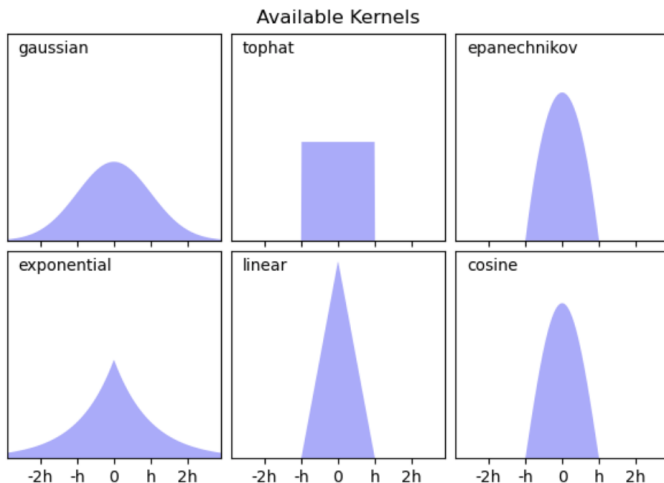 Available Kernels
gaussian
tophat
epanechnikov
exponential
linear
cosine
-2h -h 0 h 2h
-2h -h 0 h 2h
-2h -h 0 h 2h